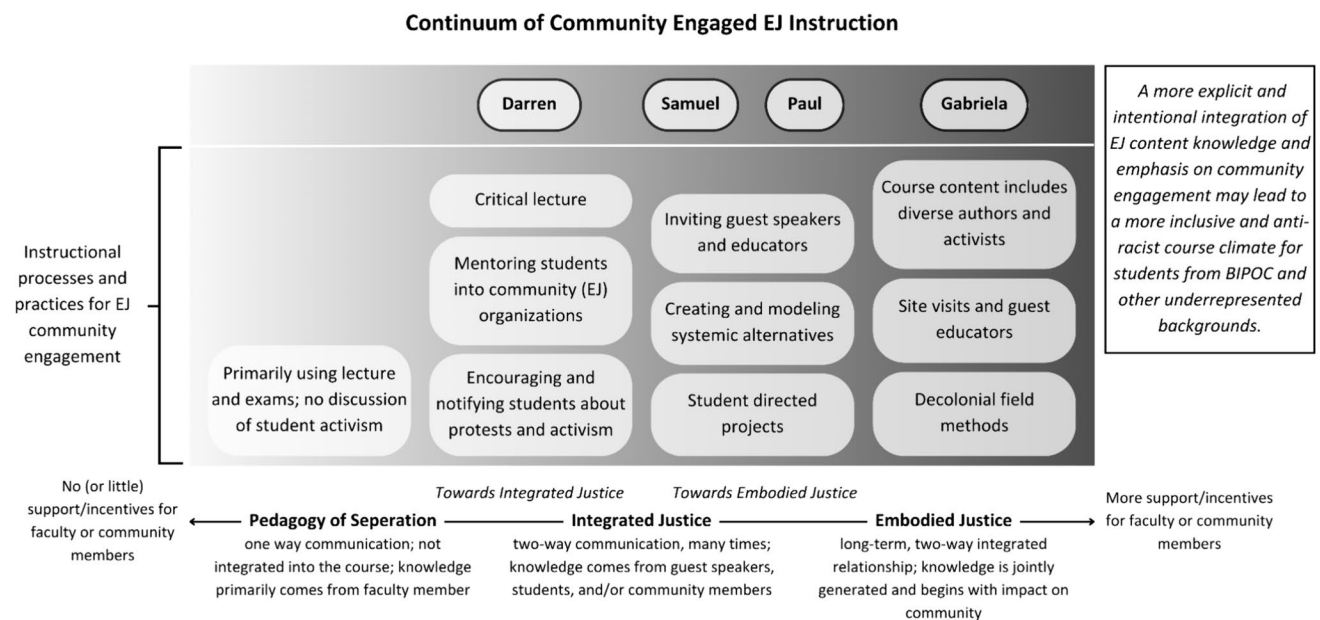 Continuum of Community Engaged EJ Instruction
Darren
Samuel
Paul
Gabriela
A more explicit and
intentional integration of
EJ content knowledge and
emphasis on community
engagement may lead to
a more inclusive and anti-
racist course climate for
students from BIPOC and
other underrepresented
backgrounds.
Instructional
processes and
practices for EJ
community
engagement
Primarily using lecture
and exams; no discussion
of student activism
Critical lecture
Mentoring students
into community (EJ)
organizations
Encouraging and
notifying students about
protests and activism
Inviting guest speakers
and educators
Creating and modeling
systemic alternatives
Student directed
projects
Course content includes
diverse authors and
activists
Site visits and guest
educators
Decolonial field
methods
No (or little)
support/incentives for
faculty or community
members
Towards Integrated Justice
Towards Embodied Justice
Pedagogy of Seperation
one way communication; not
integrated into the course; knowledge
primarily comes from faculty member
Integrated Justice
two-way communication, many times;
knowledge comes from guest speakers,
students, and/or community members
Embodied Justice
long-term, two-way integrated
relationship; knowledge is jointly
generated and begins with impact on
community
More support/incentives
for faculty or community
members